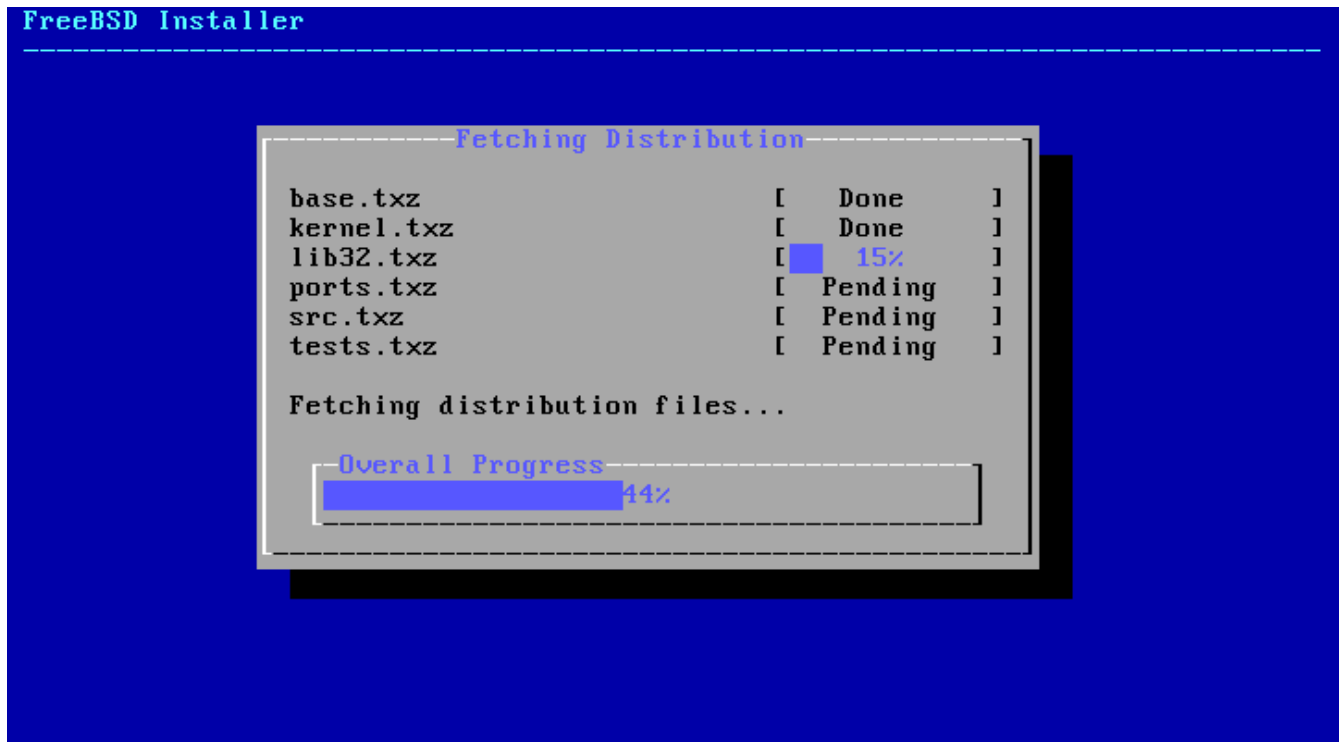 FreeBSD Installer
Fetching Distribution
base.txz [ Done ]
kernel.txz [ Done ]
lib32.txz [ 15% ]
ports.txz [ Pending ]
src.txz [ Pending ]
tests.txz [ Pending ]
Fetching distribution files...
Overall Progress
44%